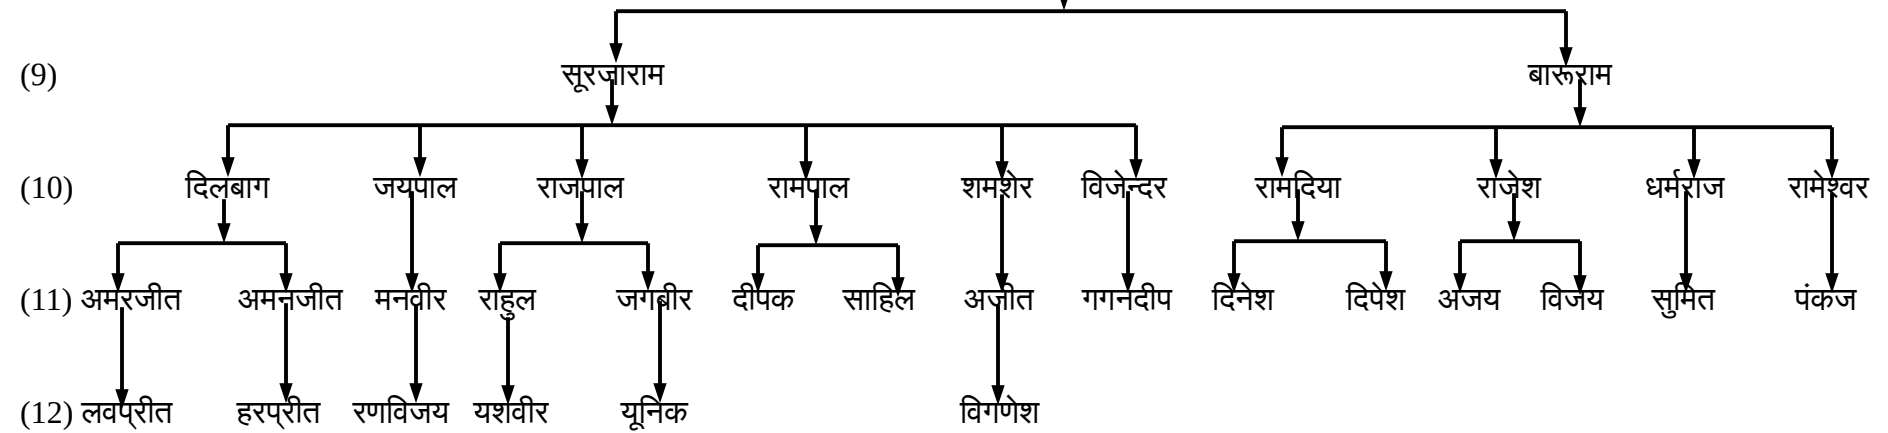 (9) सूरजाराम बारूराम
(10) दिलबाग जयपाल राजपाल रामपाल शमशेर विजेन्दर रामदिया राजेश धर्मराज रामेश्वर
(11) अमरजीत अमनजीत मनवीर राहुल जगबीर दीपक साहिल अजीत गगनदीप दिनेश दिपेश अजय विजय सुमित पंकज
(12) लवप्रीत हरप्रीत रणविजय यशवीर यूनिक विगणेश